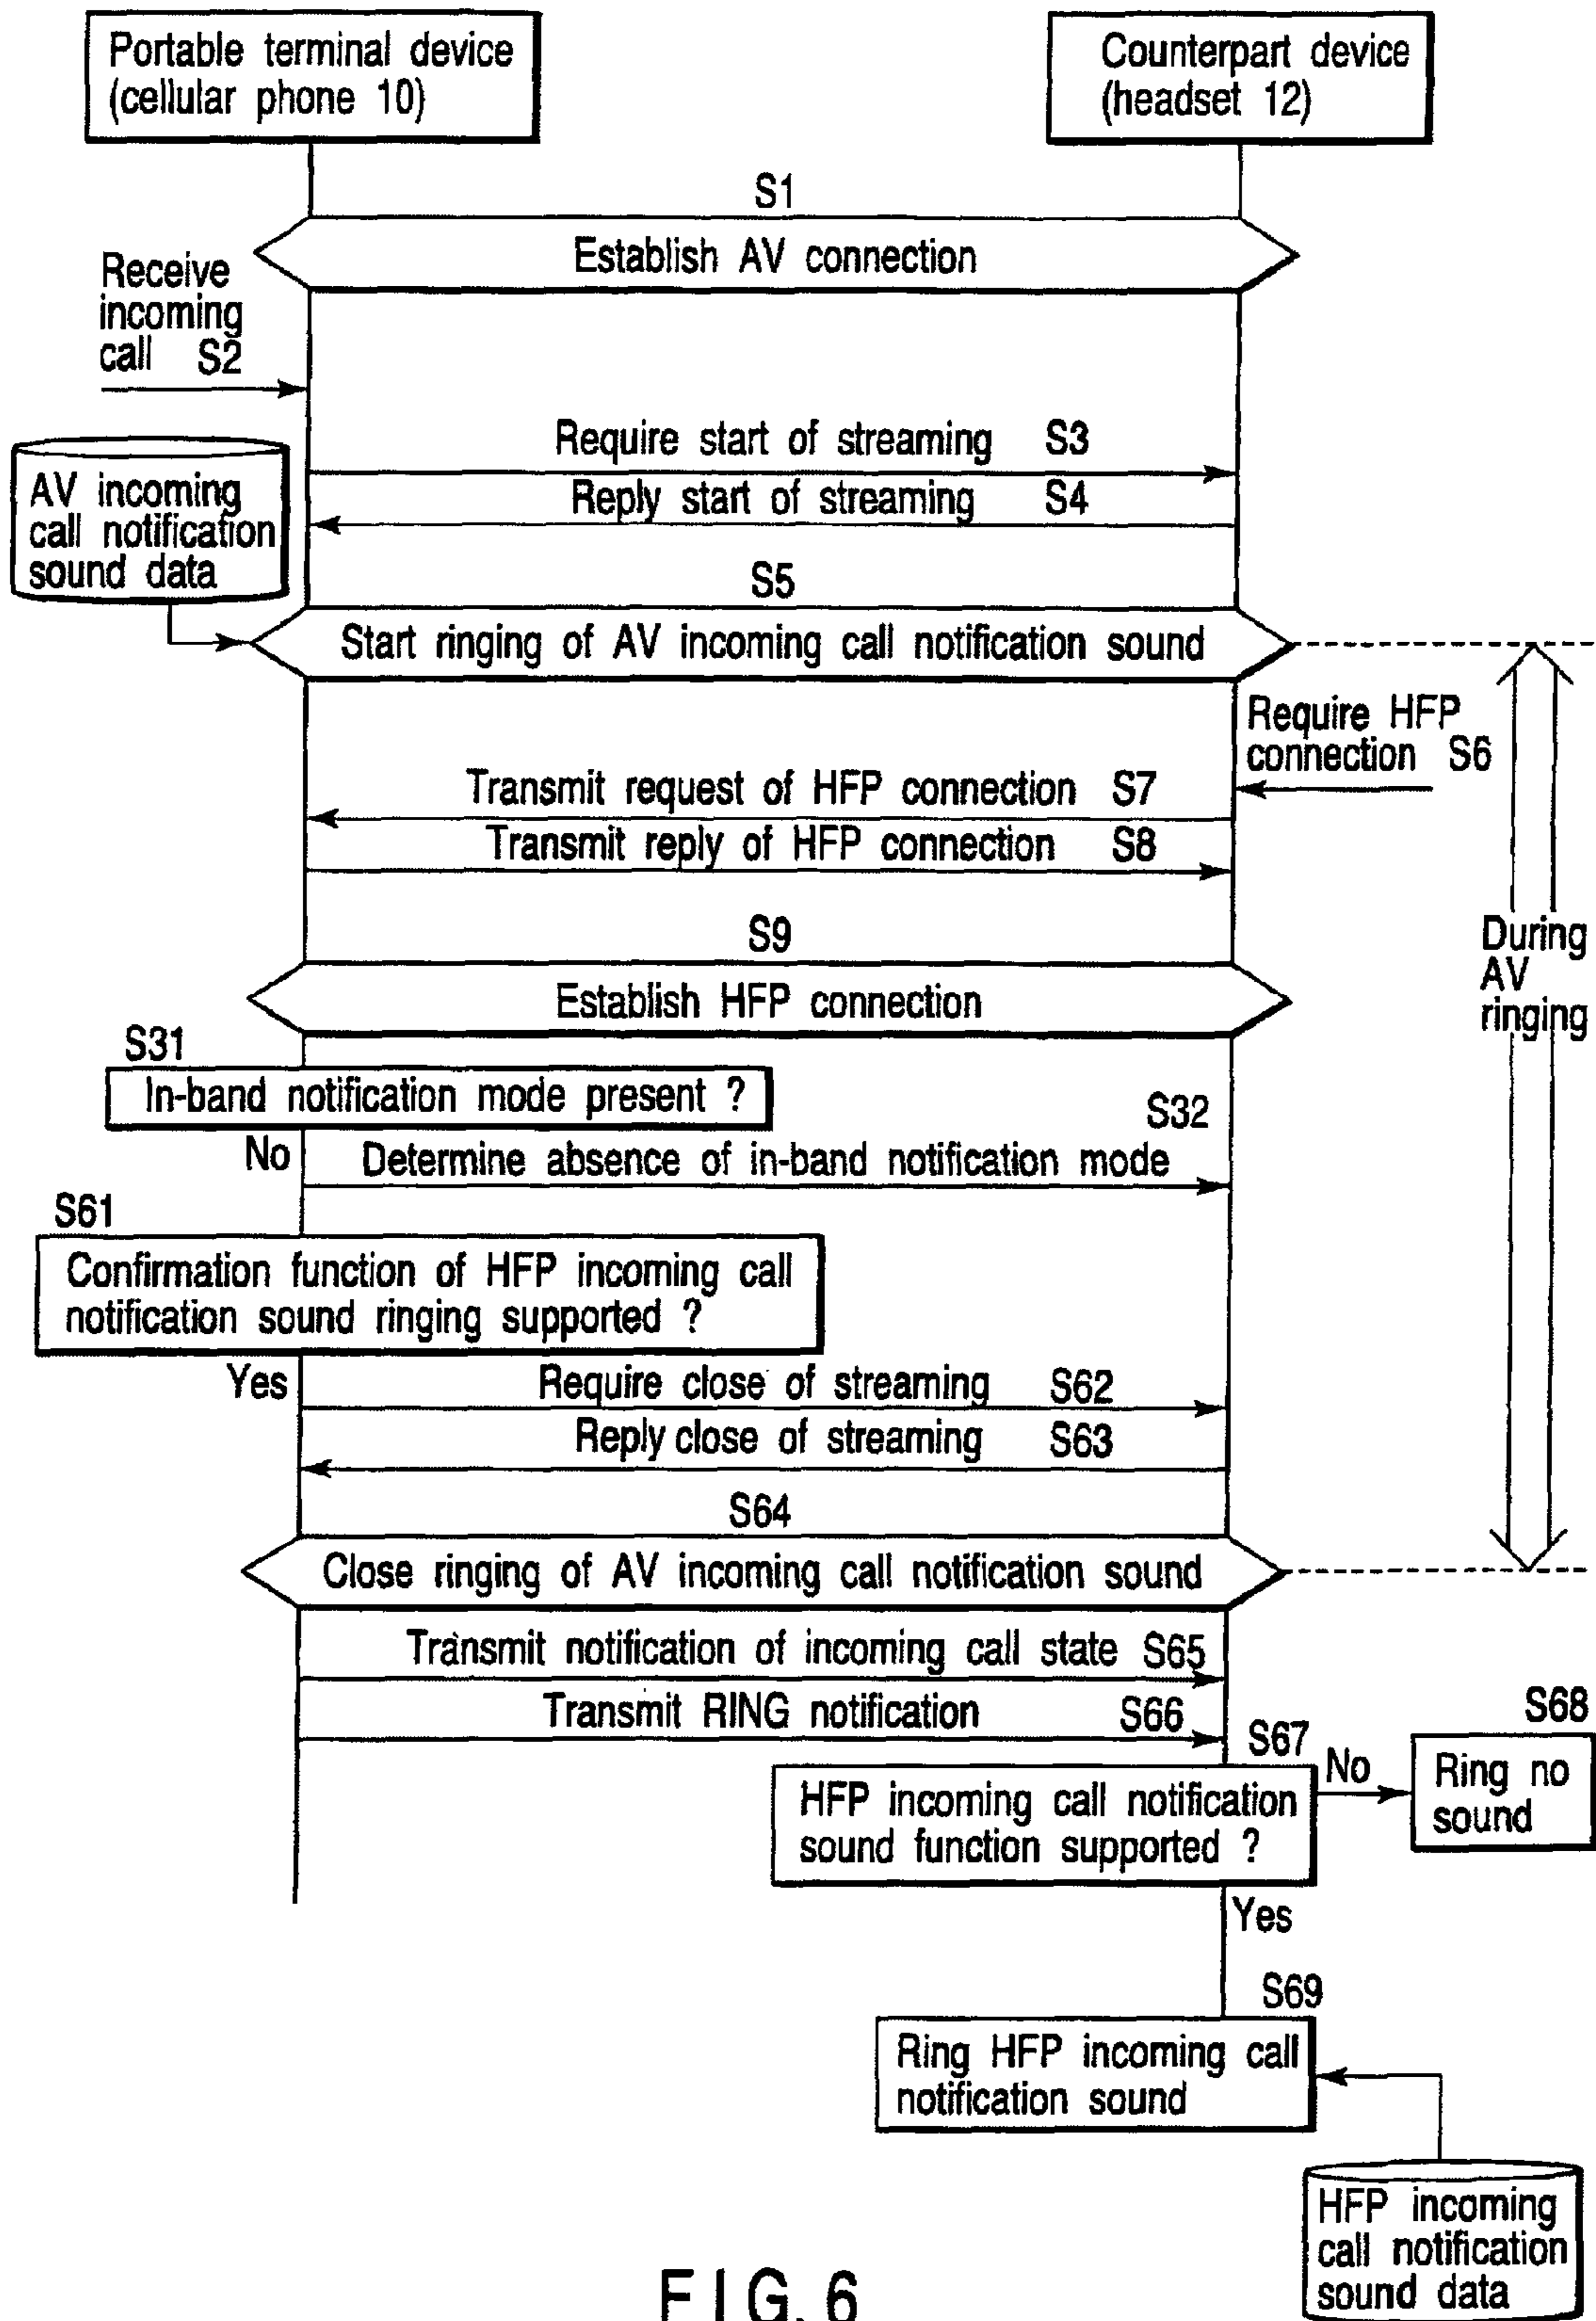 Portable terminal device
(cellular phone 10)
Counterpart device
(headset 12)
S1
Establish AV connection
Receive
incoming
call S2
Require start of streaming S3
Reply start of streaming S4
AV incoming
call notification
sound data
S5
Start ringing of AV incoming call notification sound
Require HFP
connection S6
Transmit request of HFP connection S7
Transmit reply of HFP connection S8
During
AV
ringing
S9
Establish HFP connection
S31
In-band notification mode present ?
S32
No
Determine absence of in-band notification mode
S61
Confirmation function of HFP incoming call
notification sound ringing supported ?
Yes
Require close of streaming S62
Reply close of streaming S63
S64
Close ringing of AV incoming call notification sound
Transmit notification of incoming call state S65
Transmit RING notification S66
S67
HFP incoming call notification
sound function supported ?
No
S68
Ring no
sound
Yes
S69
Ring HFP incoming call
notification sound
HFP incoming
call notification
sound data
FIG. 6